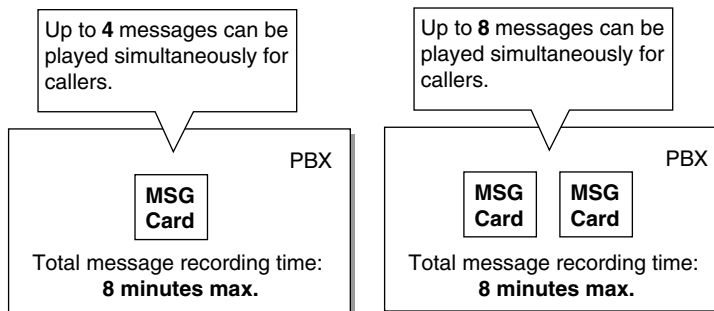 Up to 4 messages can be
played simultaneously for
callers.
PBX
MSG
Card
Total message recording time:
8 minutes max.
Up to 8 messages can be
played simultaneously for
callers.
PBX
MSG
Card
MSG
Card
Total message recording time:
8 minutes max.